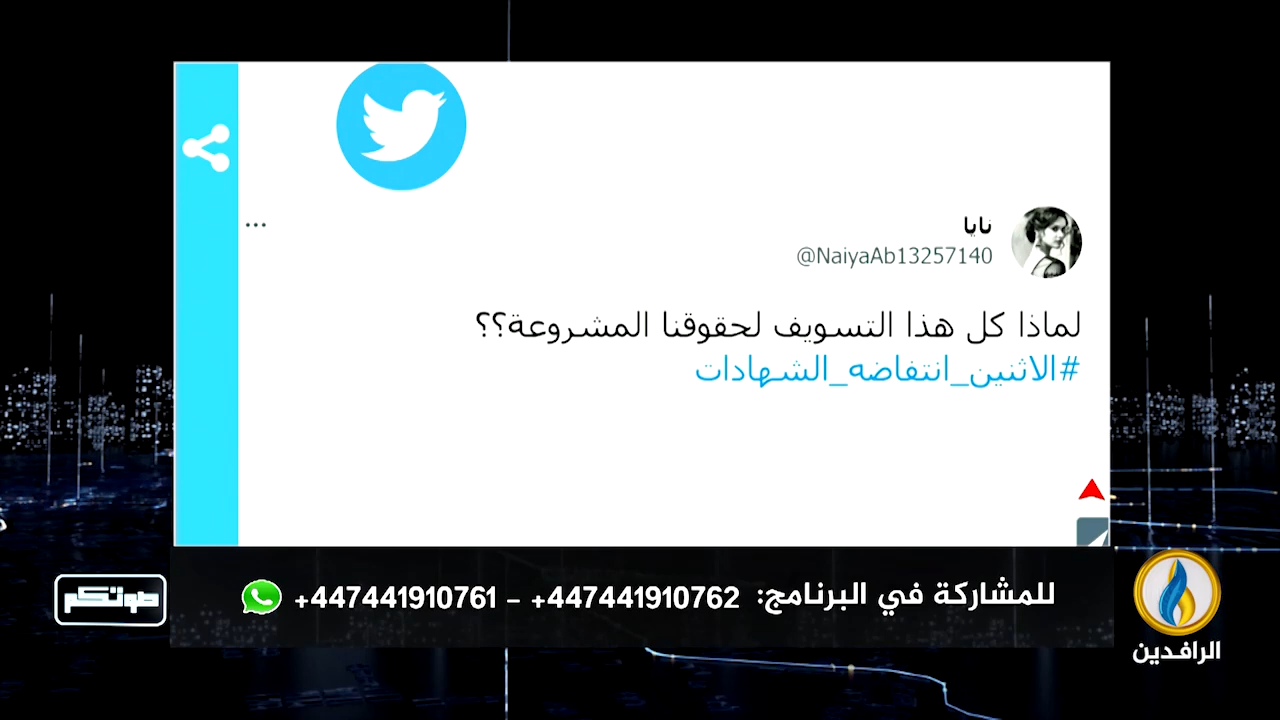 ...
نايا
@NaiyaAb13257140
لماذا كل هذا التسويف لحقوقنا المشروعة؟؟
#الاثنين_انتفاضه_الشهادات
للمشاركة في البرنامج: 447441910762+ – 447441910761+
صوتكم
الرافدين